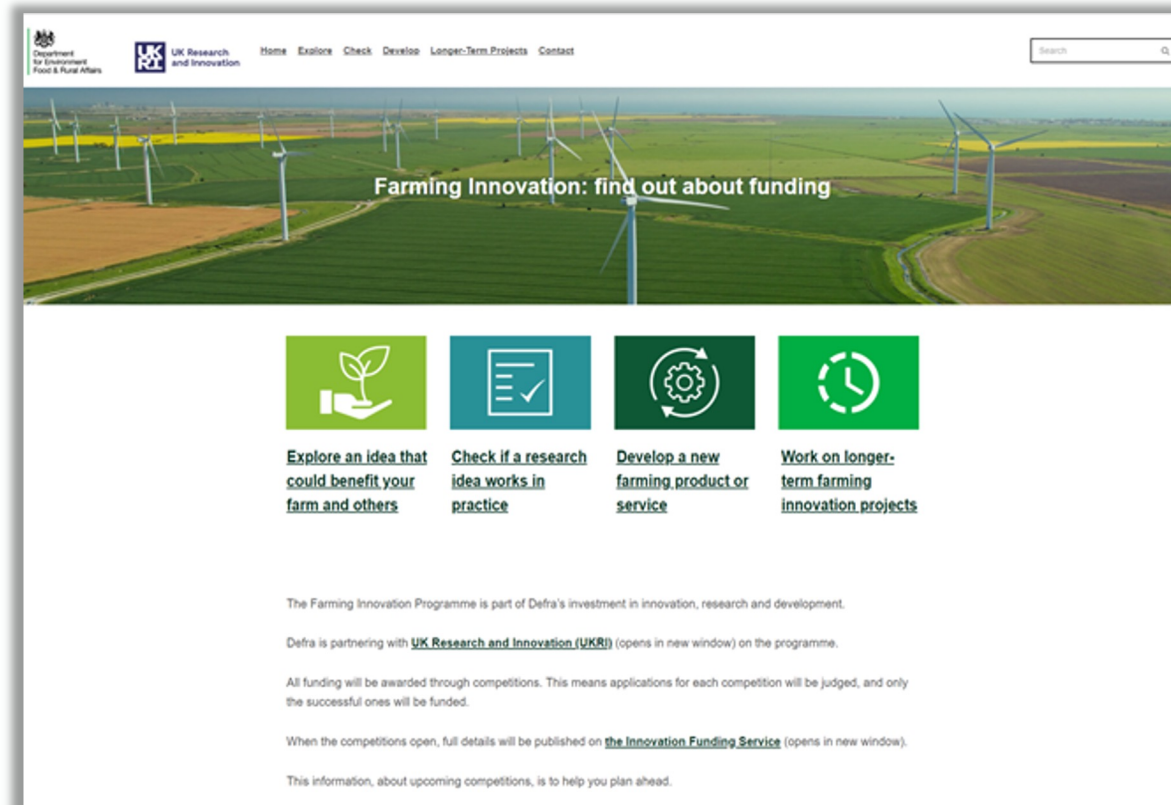 Department
for Environment
Food & Rural Affairs
UK
RI
UK Research
and Innovation
Home Explore Check Develop Longer-Term Projects Contact
Search
Farming Innovation: find out about funding
Explore an idea that
could benefit your
farm and others
Check if a research
idea works in
practice
Develop a new
farming product or
service
Work on longer-
term farming
innovation projects
The Farming Innovation Programme is part of Defra's investment in innovation, research and development.
Defra is partnering with UK Research and Innovation (UKRI) (opens in new window) on the programme.
All funding will be awarded through competitions. This means applications for each competition will be judged, and only
the successful ones will be funded.
When the competitions open, full details will be published on the Innovation Funding Service (opens in new window).
This information, about upcoming competitions, is to help you plan ahead.